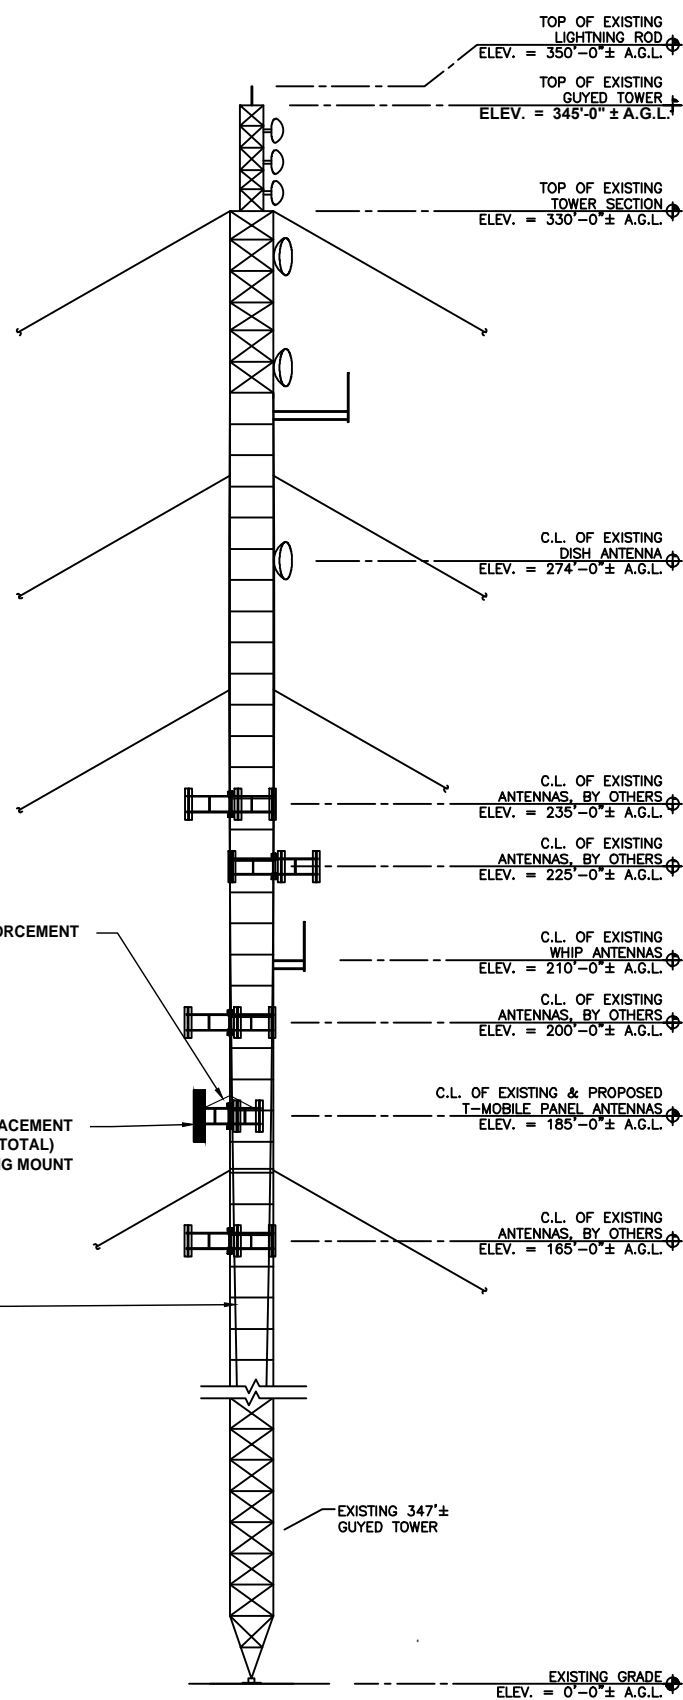 TOP OF EXISTING
LIGHTNING ROD
ELEV. = 350'-0"± A.G.L.
TOP OF EXISTING
GUYED TOWER
ELEV. = 345'-0" ± A.G.L.
TOP OF EXISTING
TOWER SECTION
ELEV. = 330'-0"± A.G.L.
C.L. OF EXISTING
DISH ANTENNA
ELEV. = 274'-0"± A.G.L.
C.L. OF EXISTING
ANTENNAS, BY OTHERS
ELEV. = 235'-0"± A.G.L.
C.L. OF EXISTING
ANTENNAS, BY OTHERS
ELEV. = 225'-0"± A.G.L.
ORCEMENT
C.L. OF EXISTING
WHIP ANTENNAS
ELEV. = 210'-0"± A.G.L.
C.L. OF EXISTING
ANTENNAS, BY OTHERS
ELEV. = 200'-0"± A.G.L.
C.L. OF EXISTING & PROPOSED
T-MOBILE PANEL ANTENNAS
ELEV. = 185'-0"± A.G.L.
ACEMENT
TOTAL)
NG MOUNT
C.L. OF EXISTING
ANTENNAS, BY OTHERS
ELEV. = 165'-0"± A.G.L.
EXISTING 347'±
GUYED TOWER
EXISTING GRADE
ELEV. = 0'-0"± A.G.L.